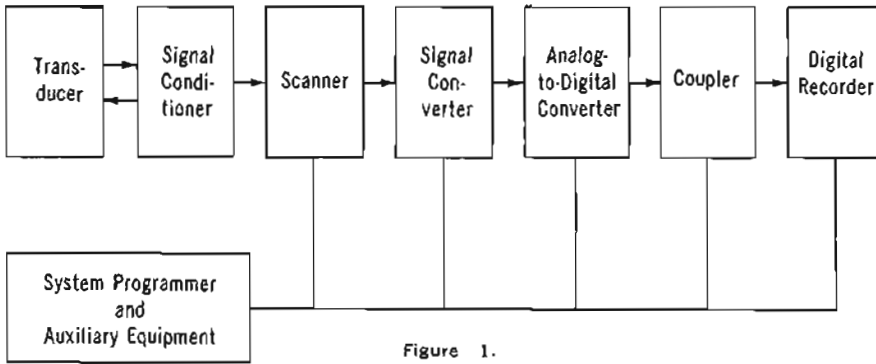 Trans-
ducer
Signal
Condi-
tioner
Scanner
Signal
Con-
verter
Analog-
to-Digital
Converter
Coupler
Digital
Recorder
System Programmer
and
Auxiliary Equipment
Figure 1.